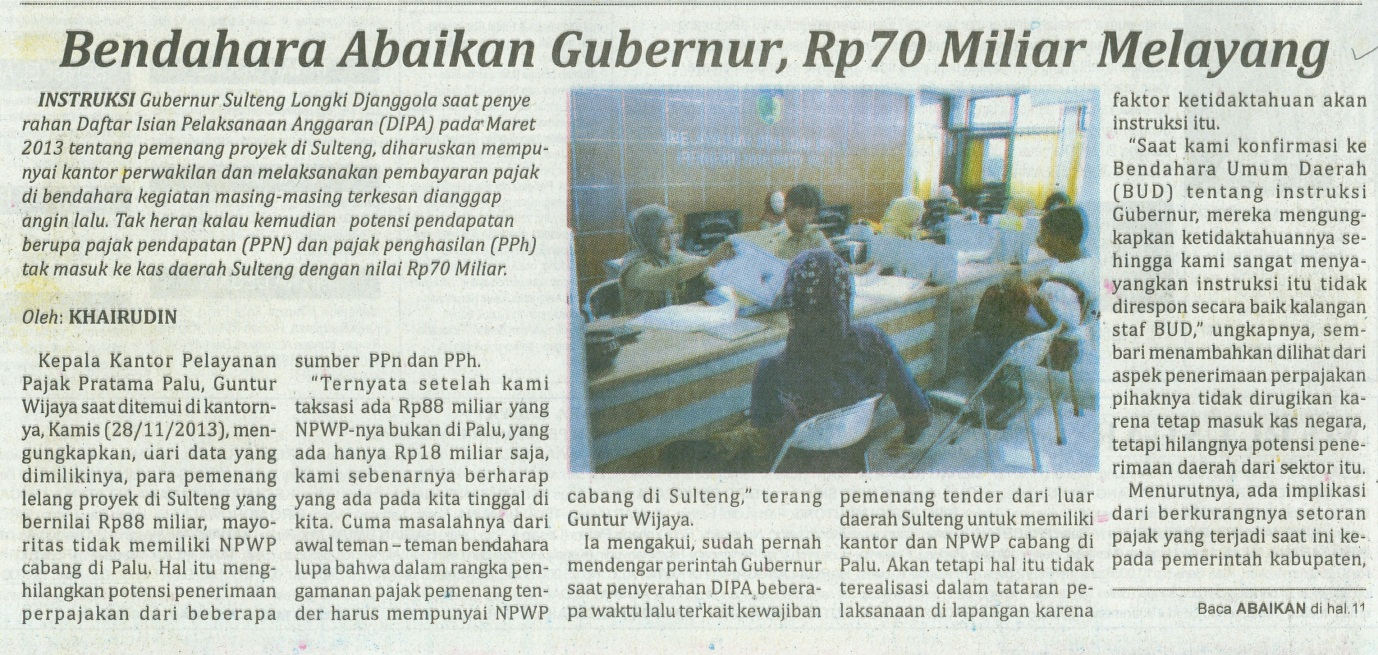 Bendahara Abaikan Gubernur, Rp70 Miliar Melayang
INSTRUKSI Gubernur Sulteng Longki Djanggola saat penye
rahan Daftar Isian Pelaksanaan Anggaran (DIPA) pada Maret
2013 tentang pemenang proyek di Sulteng, diharuskan mempu-
nyai kantor perwakilan dan melaksanakan pembayaran pajak
di bendahara kegiatan masing-masing terkesan dianggap
angin lalu. Tak heran kalau kemudian potensi pendapatan
berupa pajak pendapatan (PPN) dan pajak penghasilan (PPh)
tak masuk ke kas daerah Sulteng dengan nilai Rp70 Miliar.
Oleh: KHAIRUDIN
Kepala Kantor Pelayanan
Pajak Pratama Palu, Guntur
Wijaya saat ditemui di kantorn-
ya, Kamis (28/11/2013), men-
gungkapkan, dari data yang
dimilikinya, para pemenang
lelang proyek di Sulteng yang
bernilai Rp88 miliar, mayo-
ritas tidak memiliki NPWP
cabang di Palu. Hal itu meng-
hilangkan potensi penerimaan
perpajakan dari beberapa
sumber PPn dan PPh.
"Ternyata setelah kami
taksasi ada Rp88 miliar yang
NPWP-nya bukan di Palu, yang
ada hanya Rp18 miliar saja,
kami sebenarnya berharap
yang ada pada kita tinggal di
kita. Cuma masalahnya dari
awal teman – teman bendahara
lupa bahwa dalam rangka pen-
gamanan pajak pemenang ten-
der harus mempunyai NPWP
cabang di Sulteng," terang
Guntur Wijaya.
Ia mengakui, sudah pernah
mendengar perintah Gubernur
saat penyerahan DIPA bebera-
pa waktu lalu terkait kewajiban
pemenang tender dari luar
daerah Sulteng untuk memiliki
kantor dan NPWP cabang di
Palu. Akan tetapi hal itu tidak
terealisasi dalam tataran pe-
laksanaan di lapangan karena
faktor ketidaktahuan akan
instruksi itu.
"Saat kami konfirmasi ke
Bendahara Umum Daerah
(BUD) tentang instruksi
Gubernur, mereka mengung-
kapkan ketidaktahuannya se-
hingga kami sangat menya-
yangkan instruksi itu tidak
direspon secara baik kalangan
staf BUD," ungkapnya, sem-
bari menambahkan dilihat dari
aspek penerimaan perpajakan
pihaknya tidak dirugikan ka-
rena tetap masuk kas negara,
tetapi hilangnya potensi pene-
rimaan daerah dari sektor itu.
Menurutnya, ada implikasi
dari berkurangnya setoran
pajak yang terjadi saat ini ke-
pada pemerintah kabupaten,
Baca ABAIKAN di hal.11